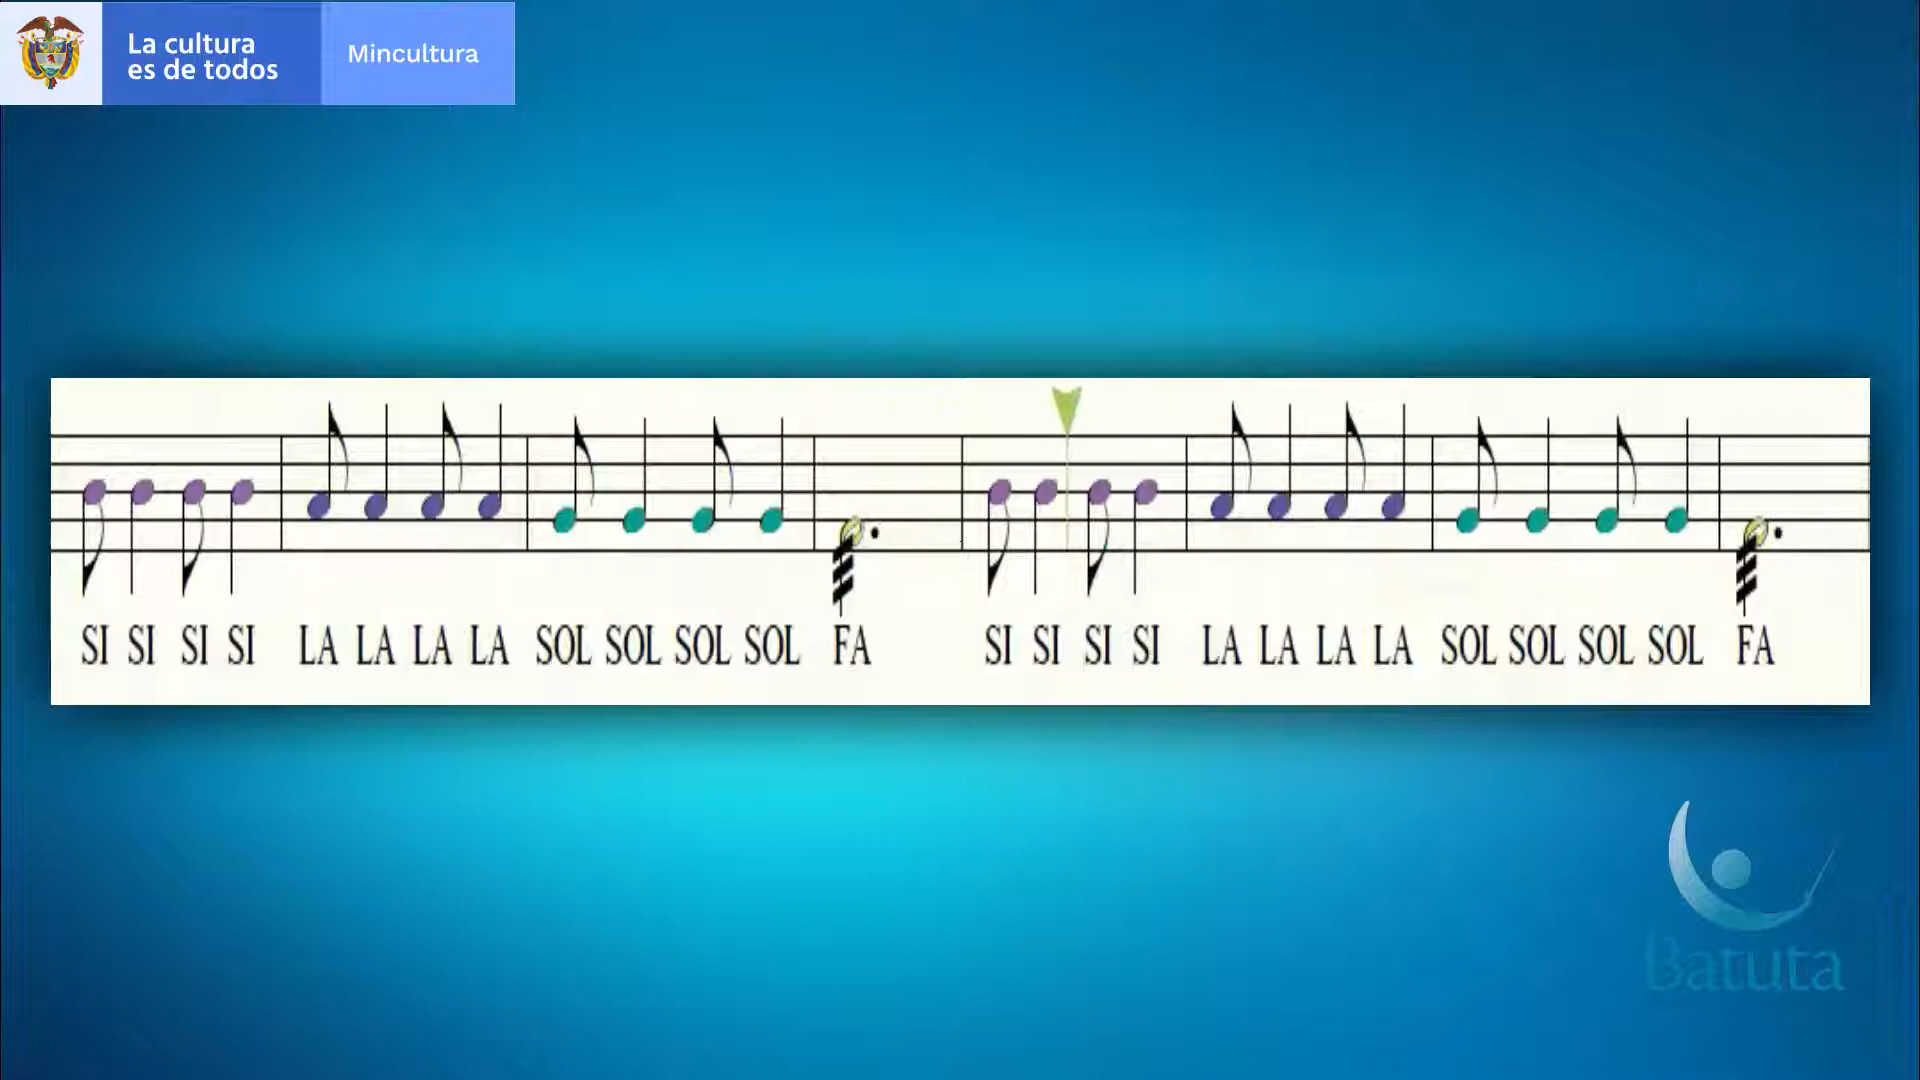 La cultura
es de todos
Mincultura
SI SI SI SI LA LA LA LA SOL SOL SOL SOL FA SI SI SI SI LA LA LA LA SOL SOL SOL SOL FA
Batuta